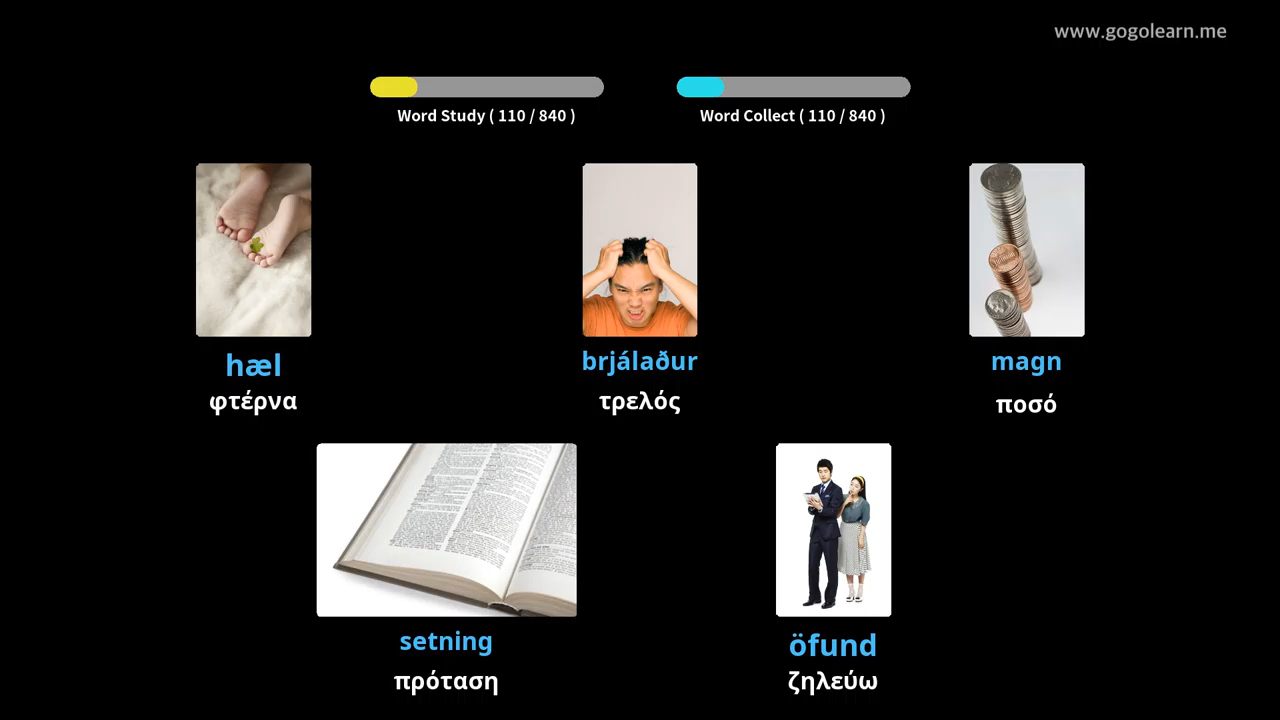 www.gogolearn.me
Word Study ( 110 / 840 )
Word Collect ( 110 / 840 )
hæl
φτέρνα
brjálaður
τρελός
magn
ποσό
setning
πρόταση
öfund
ζηλεύω